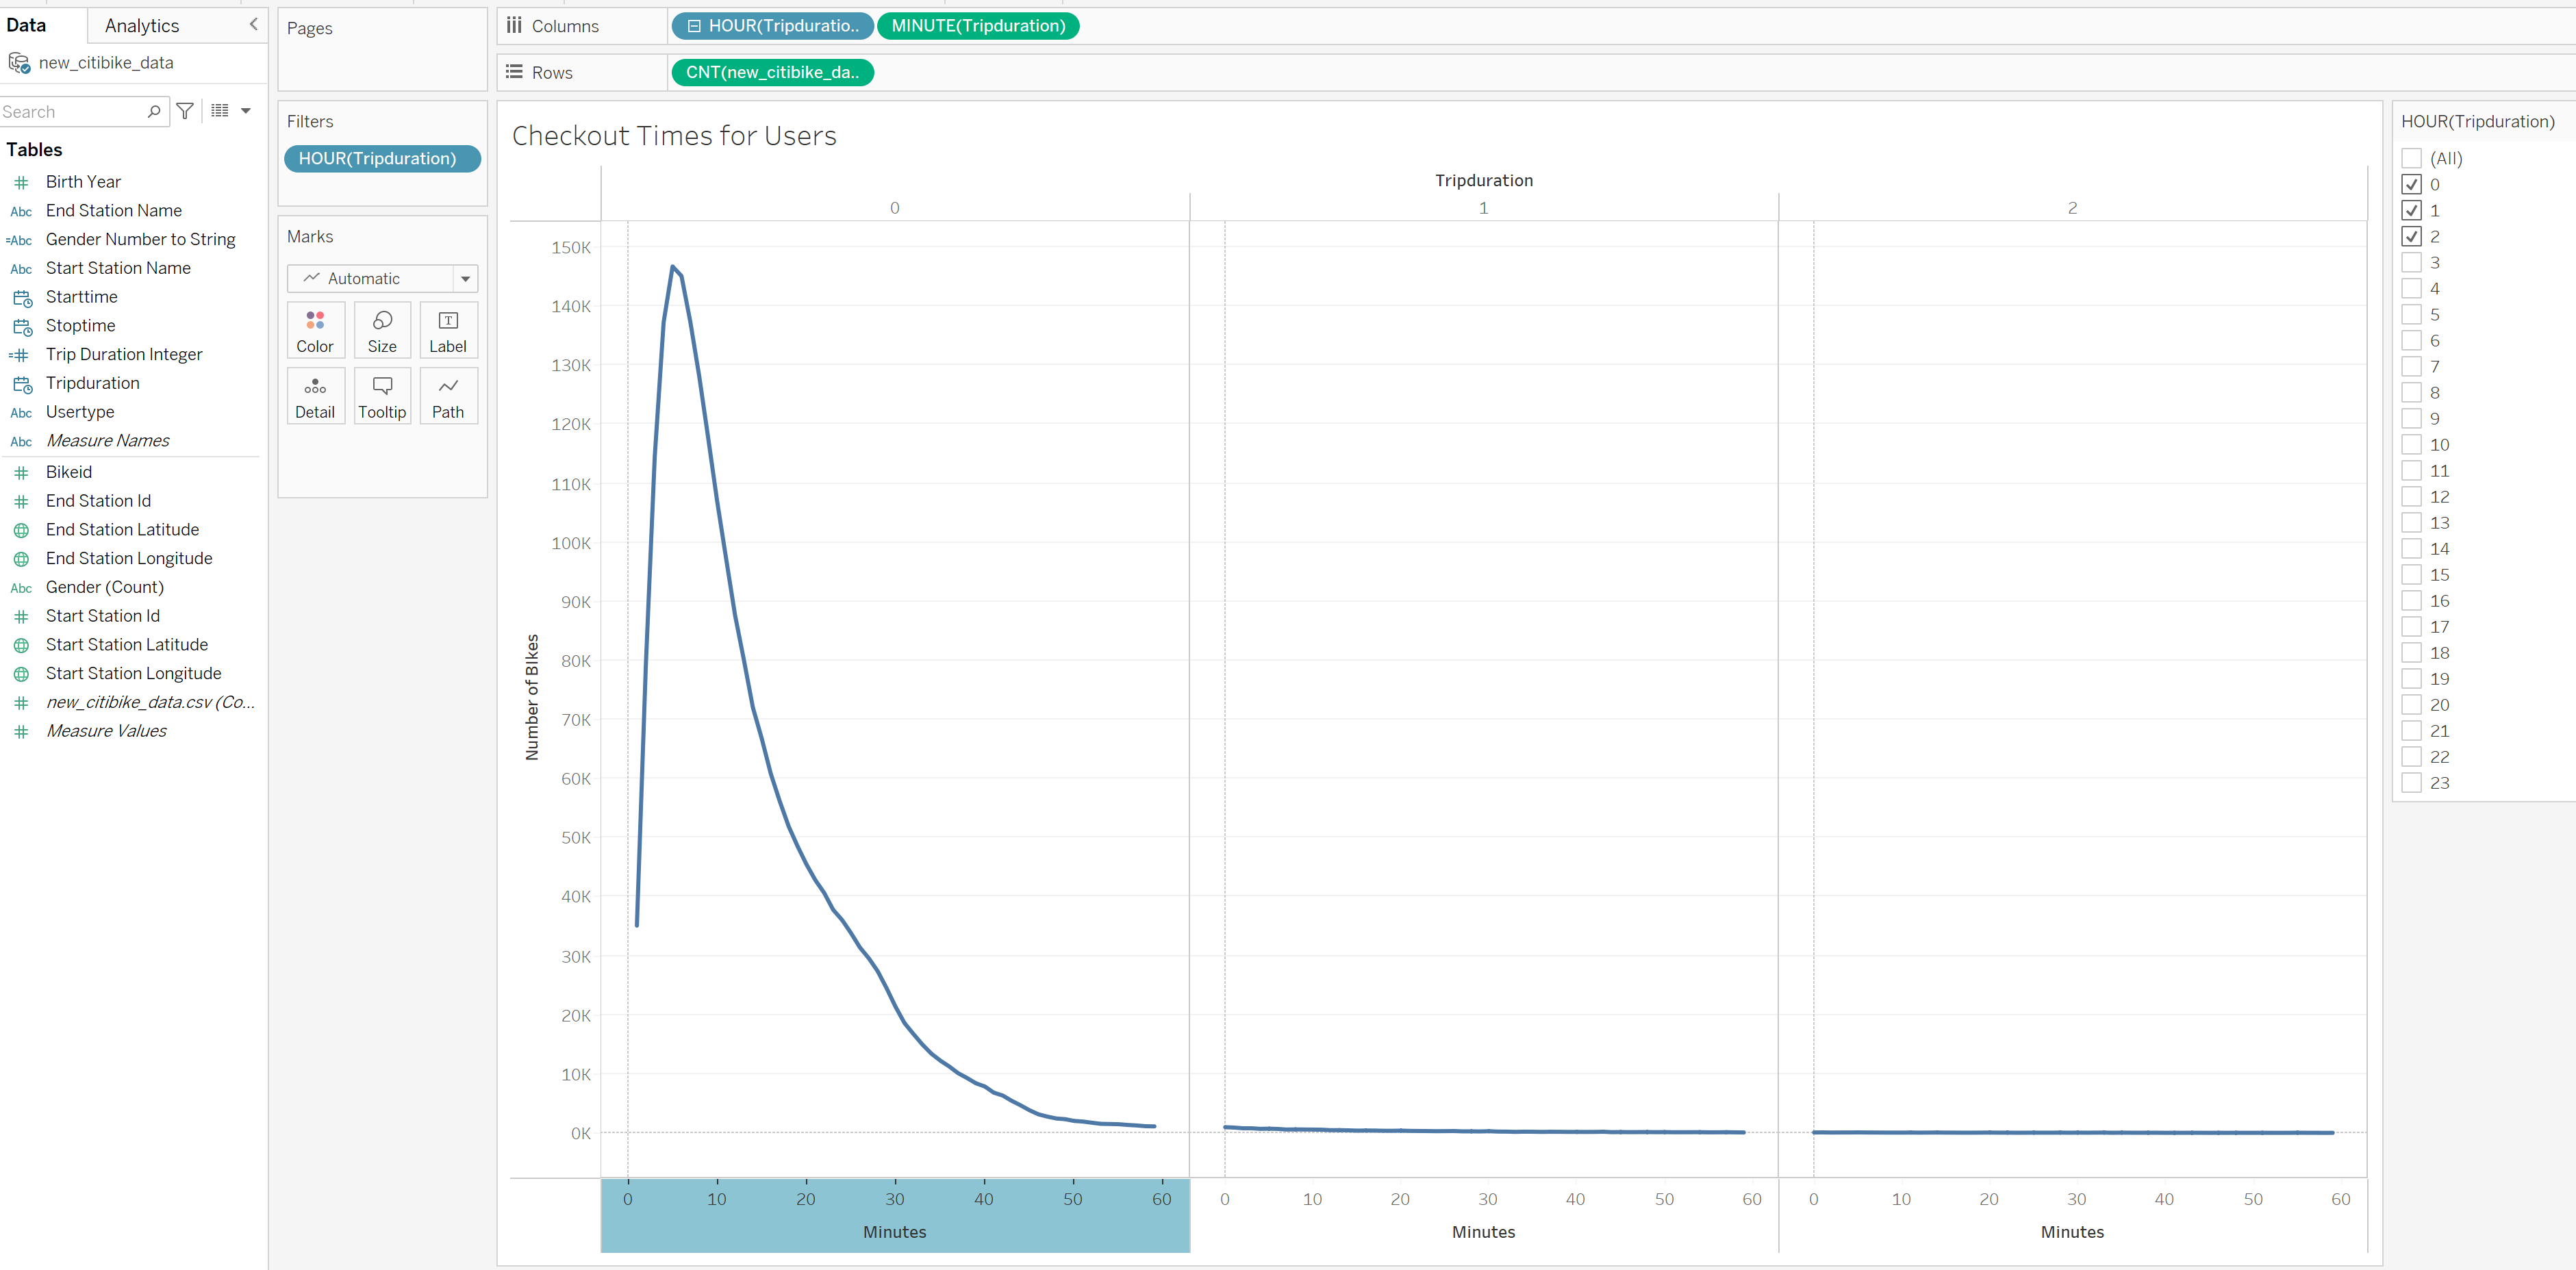 Data
Analytics
new_citibike_data
Search
Tables
Birth Year
Abc End Station Name
=Abc Gender Number to String
Abc Start Station Name
Starttime
Stoptime
=# Trip Duration Integer
Tripduration
Abc Usertype
Abc Measure Names
Bikeid
End Station Id
End Station Latitude
End Station Longitude
Abc Gender (Count)
Start Station Id
Start Station Latitude
Start Station Longitude
new_citibike_data.csv (Co...
Measure Values
Pages
Filters
HOUR(Tripduration)
Marks
Automatic
Color Size Label
Detail Tooltip Path
Columns HOUR(Tripduratio.. MINUTE(Tripduration)
Rows CNT(new_citibike_da..
Checkout Times for Users
Tripduration
0 1 2
Number of BIkes
150K
140K
130K
120K
110K
100K
90K
80K
70K
60K
50K
40K
30K
20K
10K
0K
0 10 20 30 40 50 60 0 10 20 30 40 50 60 0 10 20 30 40 50 60
Minutes Minutes Minutes
HOUR(Tripduration)
(All)
0
1
2
3
4
5
6
7
8
9
10
11
12
13
14
15
16
17
18
19
20
21
22
23